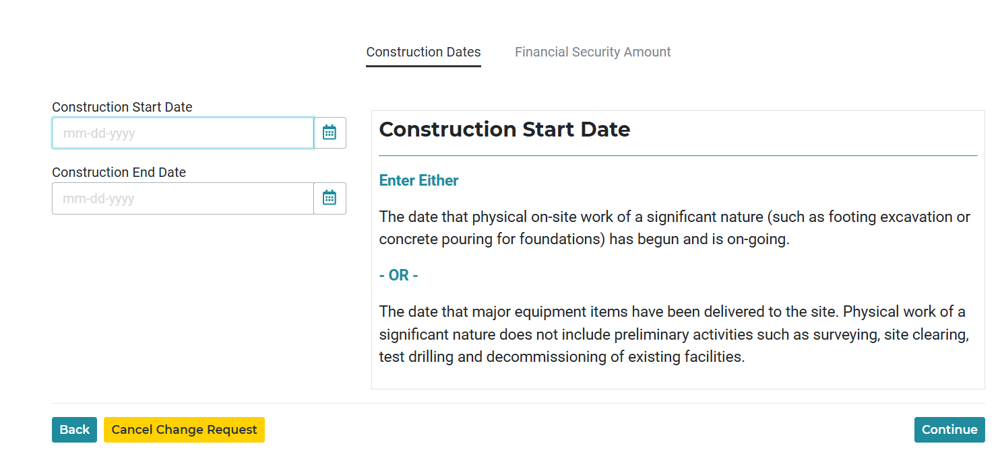 Construction Dates
Financial Security Amount
Construction Start Date
mm-dd-yyyy
Construction End Date
mm-dd-yyyy
Construction Start Date
Enter Either
The date that physical on-site work of a significant nature (such as footing excavation or
concrete pouring for foundations) has begun and is on-going.
- OR -
The date that major equipment items have been delivered to the site. Physical work of a
significant nature does not include preliminary activities such as surveying, site clearing,
test drilling and decommissioning of existing facilities.
Back
Cancel Change Request
Continue